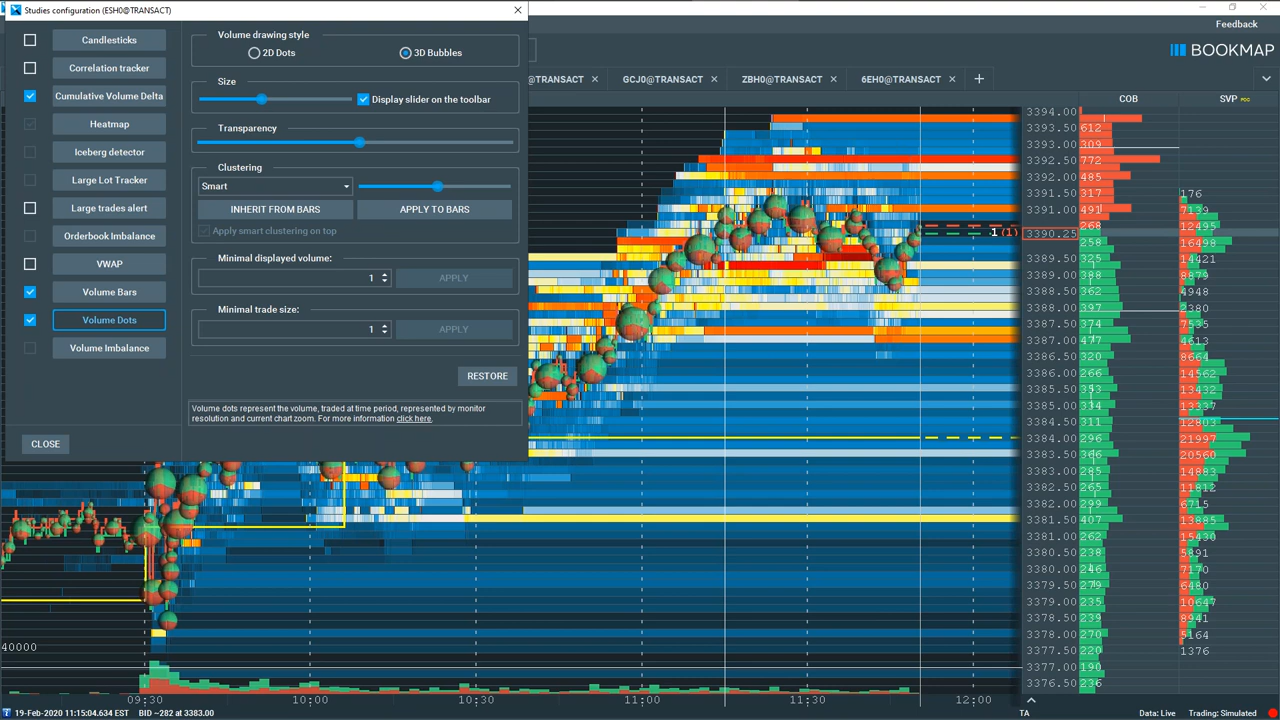 Studies configuration (ESH0@TRANSACT)
Feedback
BOOKMAP
Candlesticks
Correlation tracker
Cumulative Volume Delta
Heatmap
Iceberg detector
Large Lot Tracker
Large trades alert
Orderbook Imbalance
VWAP
Volume Bars
Volume Dots
Volume Imbalance
CLOSE
Volume drawing style
2D Dots 3D Bubbles
Size
Display slider on the toolbar
Transparency
Clustering
Smart
INHERIT FROM BARS APPLY TO BARS
Apply smart clustering on top
Minimal displayed volume:
1 APPLY
Minimal trade size:
1 APPLY
RESTORE
Volume dots represent the volume, traded at time period, represented by monitor
resolution and current chart zoom. For more information click here.
@TRANSACT GCJ0@TRANSACT ZBH0@TRANSACT 6EH0@TRANSACT
COB SVP
3394.00
3393.50 612
3393.00 309
3392.50 772
3392.00 485
3391.50 317 176
3391.00 491 7139
268 12495
1 (1) 3390.25
258 16498
3389.50 325 14421
3389.00 388 8879
3388.50 362 4948
3388.00 397 2380
3387.50 374 7535
3387.00 477 4613
3386.50 320 8664
3386.00 266 14562
3385.50 353 13432
3385.00 404 13337
3384.50 311 12803
3384.00 296 21997
3383.50 366 20560
3383.00 285 14883
3382.50 265 11812
3382.00 299 6715
3381.50 407 13885
3381.00 262 15430
3380.50 238 5891
3380.00 246 7170
3379.50 279 6480
3379.00 235 10647
3378.50 239 8941
3378.00 270 5164
3377.50 220 1376
3377.00 190
3376.50 236
40000
09:30 10:00 10:30 11:00 11:30 12:00
19-Feb-2020 11:15:04.634 EST BID ~282 at 3383.00
TA Data: Live Trading: Simulated